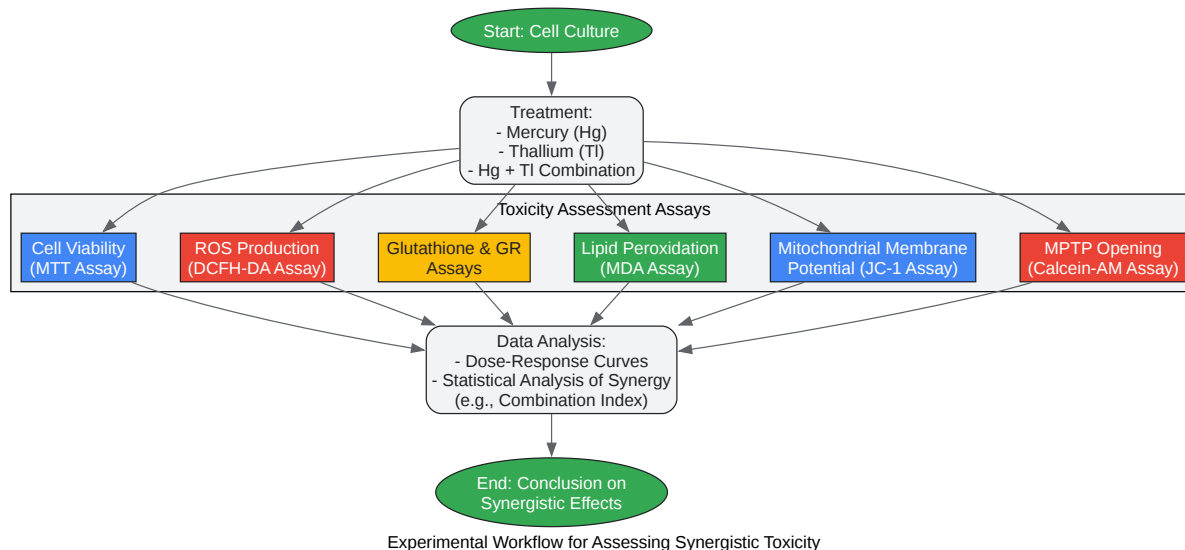 Start: Cell Culture
Treatment:
- Mercury (Hg)
- Thallium (Tl)
- Hg + Tl Combination
Toxicity Assessment Assays
Cell Viability
(MTT Assay)
ROS Production
(DCFH-DA Assay)
Glutathione & GR
Assays
Lipid Peroxidation
(MDA Assay)
Mitochondrial Membrane
Potential (JC-1 Assay)
MPTP Opening
(Calcein-AM Assay)
Data Analysis:
- Dose-Response Curves
- Statistical Analysis of Synergy
(e.g., Combination Index)
End: Conclusion on
Synergistic Effects
Experimental Workflow for Assessing Synergistic Toxicity